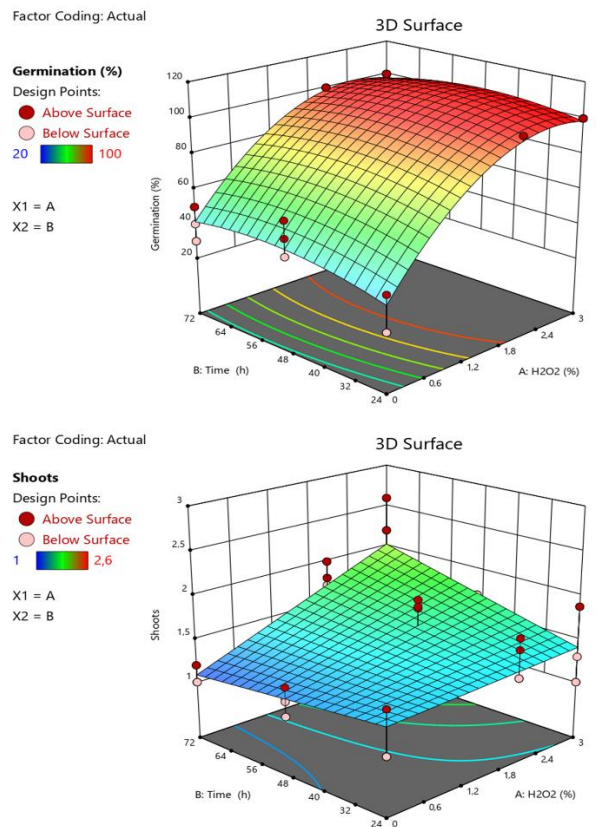 Factor Coding: Actual
3D Surface
Germination (%)
Design Points:
Above Surface
Below Surface
20 100
X1 = A
X2 = B
120
100
80
60
40
20
Germination (%)
72
64
56
48
40
32
24
B: Time (h)
0
0,6
1,2
1,8
2,4
3
A: H2O2 (%)
Factor Coding: Actual
3D Surface
Shoots
Design Points:
Above Surface
Below Surface
1 2,6
X1 = A
X2 = B
3
2,5
2
1,5
1
Shoots
72
64
56
48
40
32
24
B: Time (h)
0
0,6
1,2
1,8
2,4
3
A: H2O2 (%)